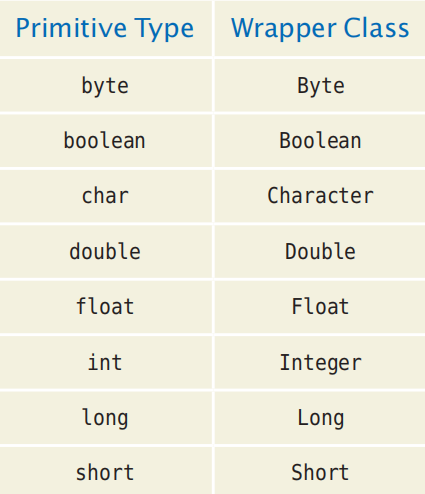 Primitive Type Wrapper Class
byte Byte
boolean Boolean
char Character
double Double
float Float
int Integer
long Long
short Short